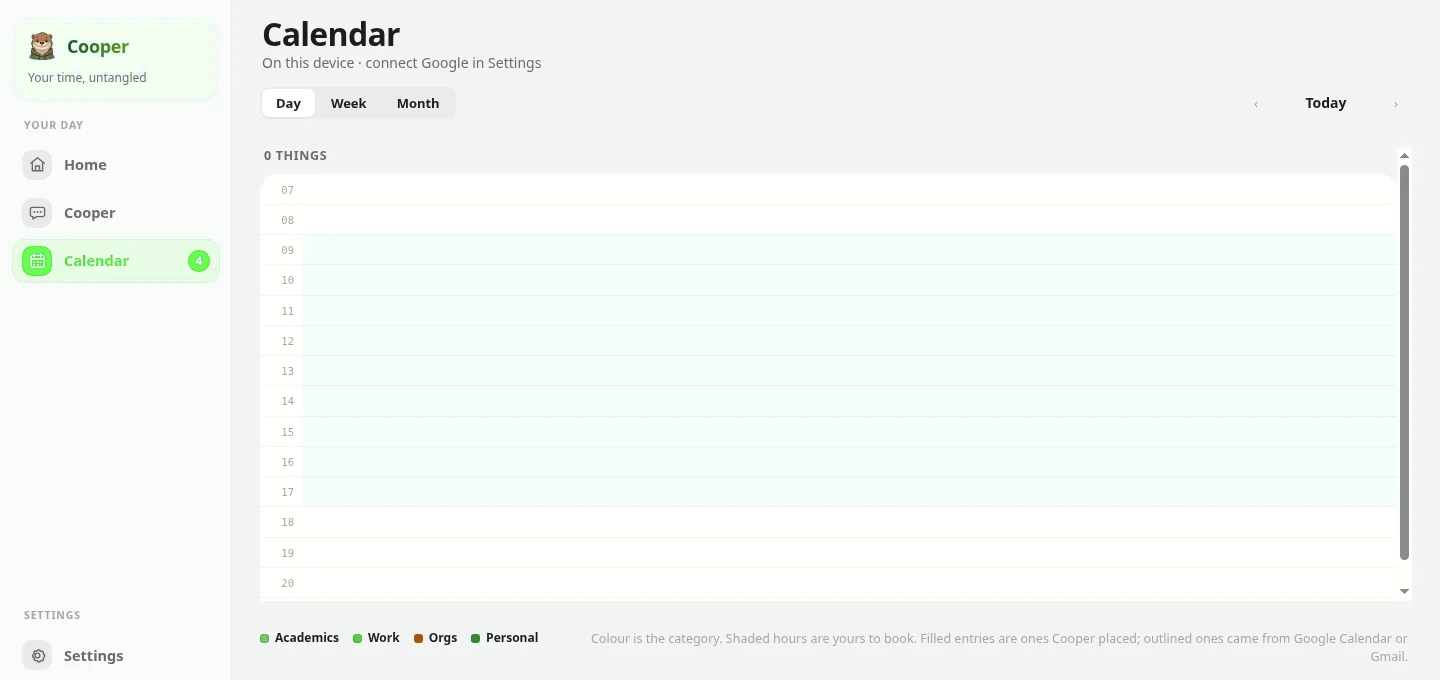 Cooper
Your time, untangled
YOUR DAY
Home
Cooper
Calendar 4
SETTINGS
Settings
Calendar
On this device · connect Google in Settings
Day Week Month
‹ Today ›
0 THINGS
07
08
09
10
11
12
13
14
15
16
17
18
19
20
Academics Work Orgs Personal
Colour is the category. Shaded hours are yours to book. Filled entries are ones Cooper placed; outlined ones came from Google Calendar or
Gmail.